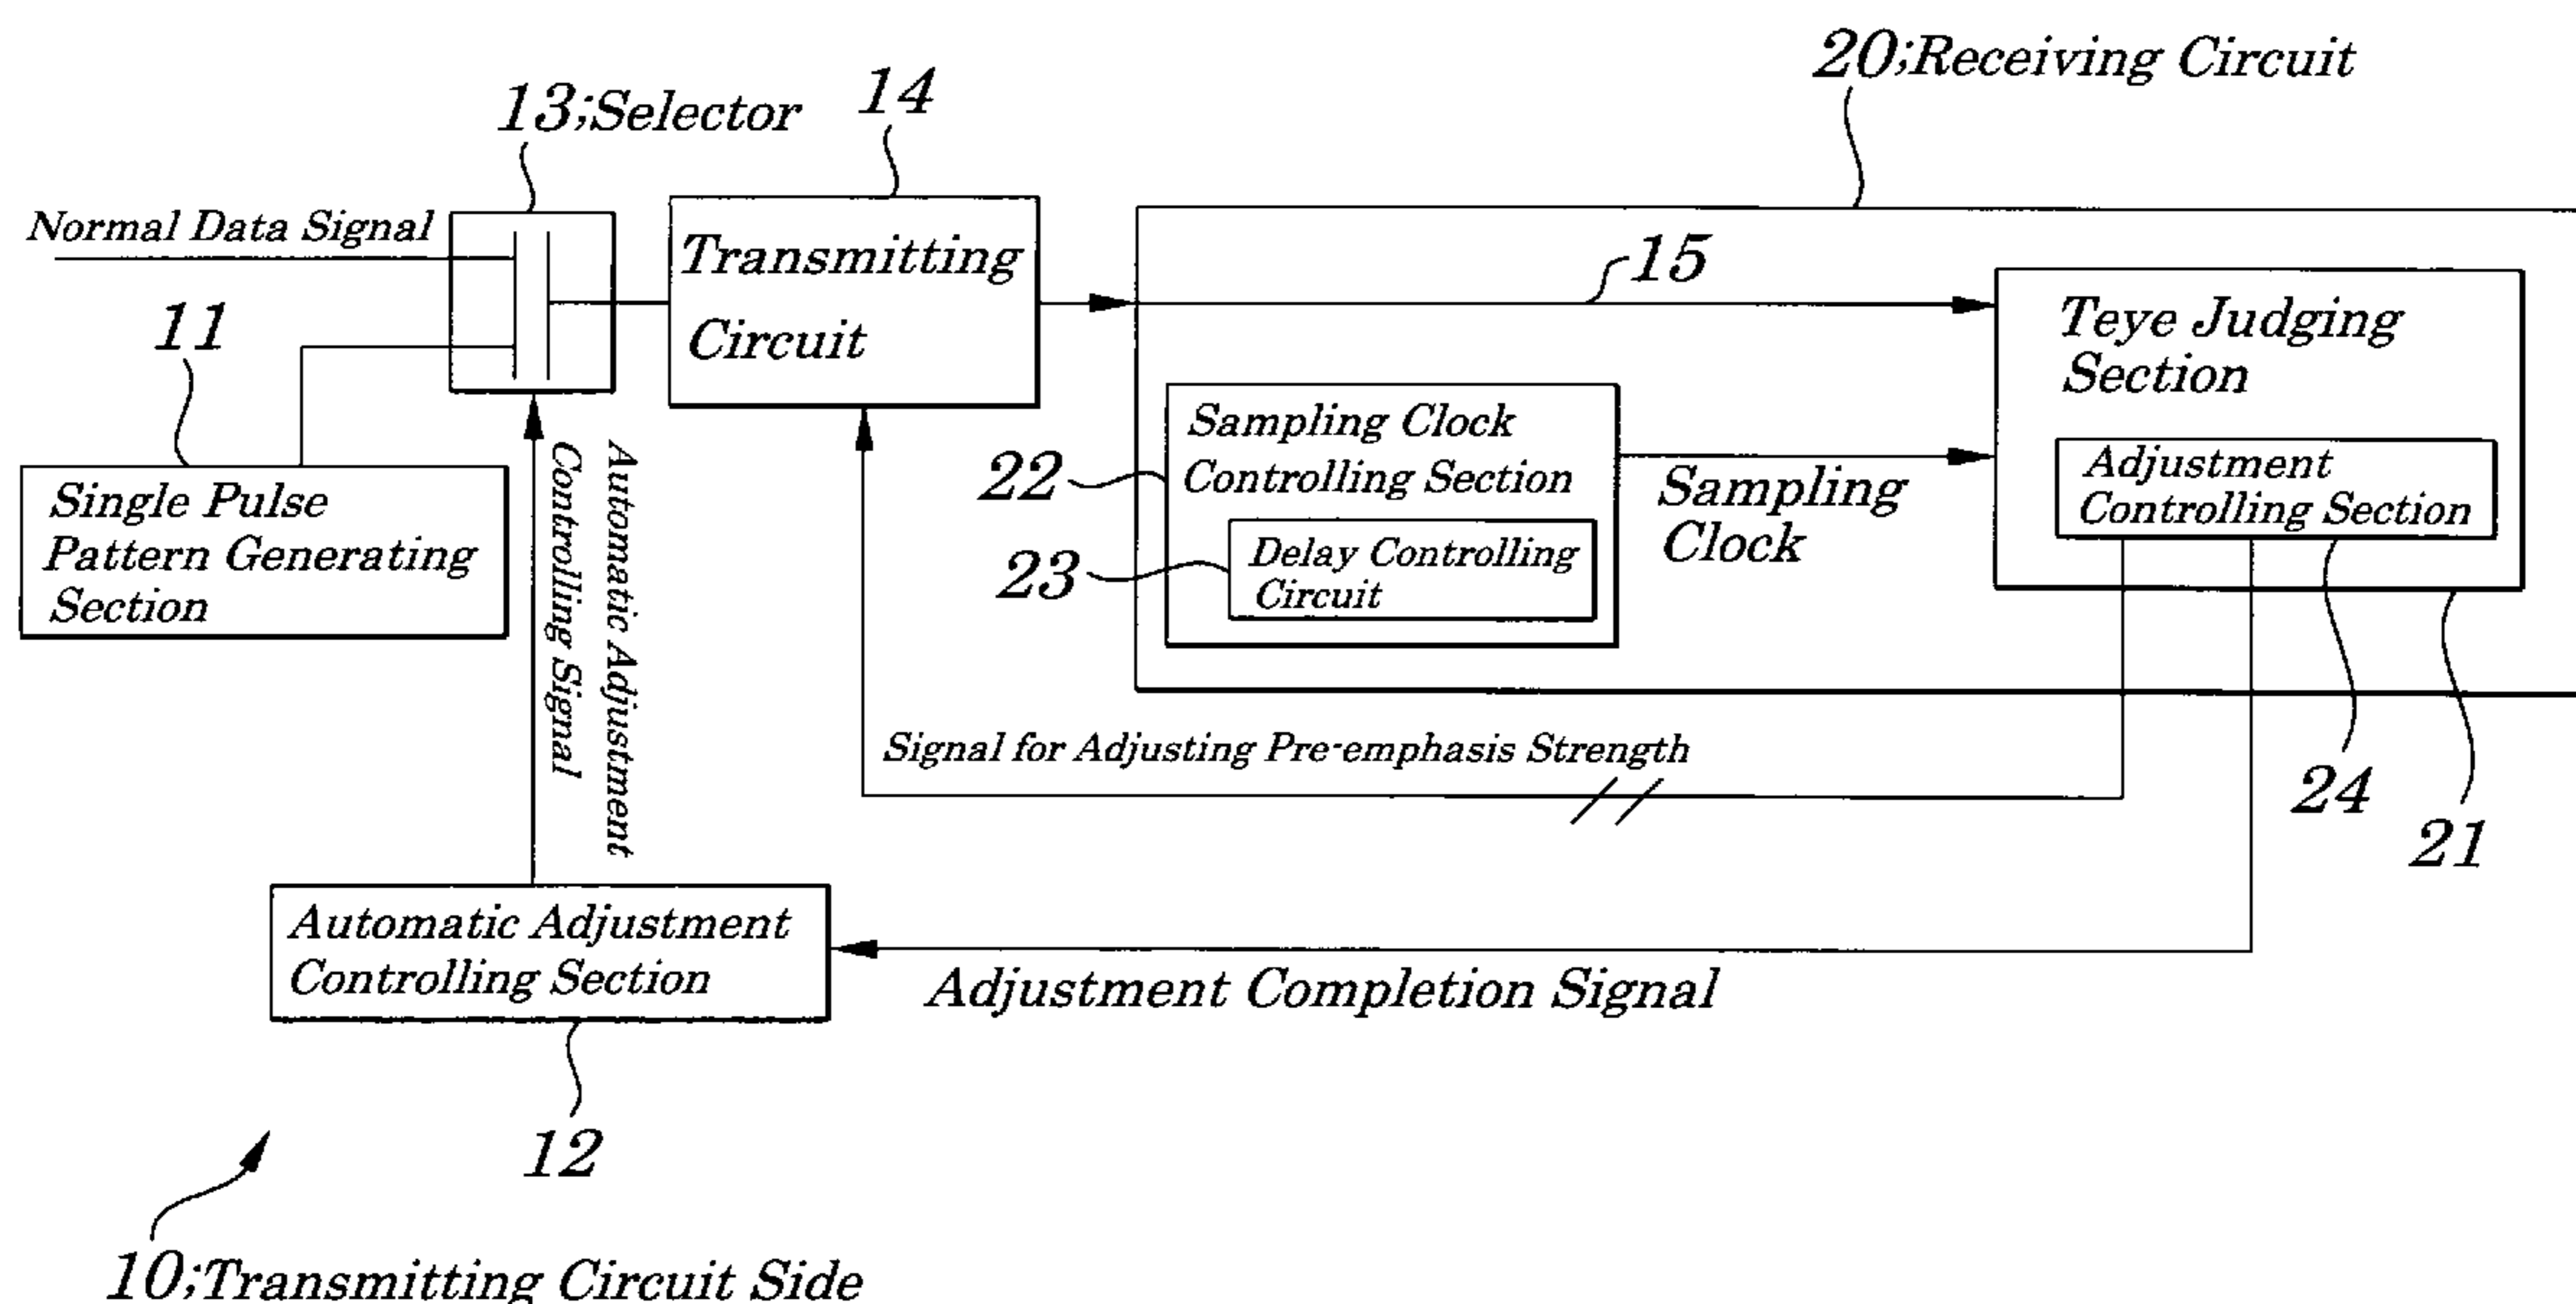 20;Receiving Circuit
13;Selector
14
Normal Data Signal
Transmitting
Circuit
15
11
Teye Judging
Section
Single Pulse
Pattern Generating
Section
Automatic Adjustment
Controlling Signal
22
Sampling Clock
Controlling Section
23
Delay Controlling
Circuit
Sampling
Clock
Adjustment
Controlling Section
Signal for Adjusting Pre-emphasis Strength
24
21
Automatic Adjustment
Controlling Section
Adjustment Completion Signal
12
10;Transmitting Circuit Side